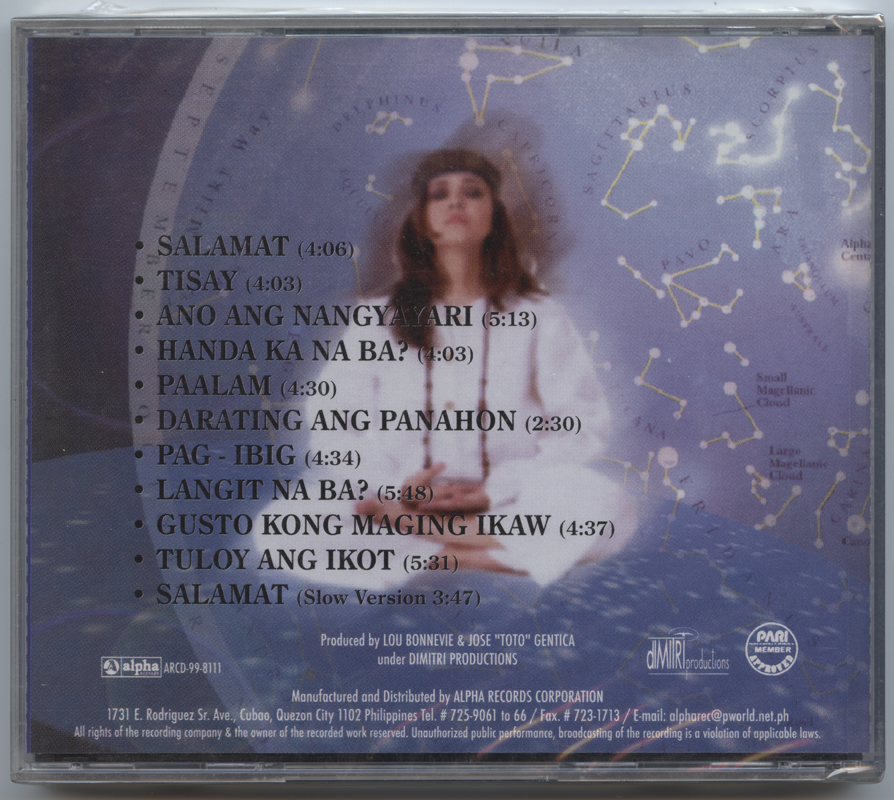 AQUILA
DELPHINUS
SAGITTARIUS
SCORPIUS
SEPTEMBER
Milky Way
CAPRICORN
PAVO
ARA
Alpha
Small
Magellanic
Cloud
Large
Magellanic
Cloud
• SALAMAT (4:06)
• TISAY (4:03)
• ANO ANG NANGYAYARI (5:13)
• HANDA KA NA BA? (4:03)
• PAALAM (4:30)
• DARATING ANG PANAHON (2:30)
• PAG - IBIG (4:34)
• LANGIT NA BA? (5:48)
• GUSTO KONG MAGING IKAW (4:37)
• TULOY ANG IKOT (5:31)
• SALAMAT (Slow Version 3:47)
Produced by LOU BONNEVIE & JOSE "TOTO" GENTICA
under DIMITRI PRODUCTIONS
alpha RECORDS ARCD-99-8111
dIMITRI productions
PARI
MEMBER
APPROVED
Manufactured and Distributed by ALPHA RECORDS CORPORATION
1731 E. Rodriguez Sr. Ave., Cubao, Quezon City 1102 Philippines Tel. # 725-9061 to 66 / Fax. # 723-1713 / E-mail: alpharec@pworld.net.ph
All rights of the recording company & the owner of the recorded work reserved. Unauthorized public performance, broadcasting of the recording is a violation of applicable laws.